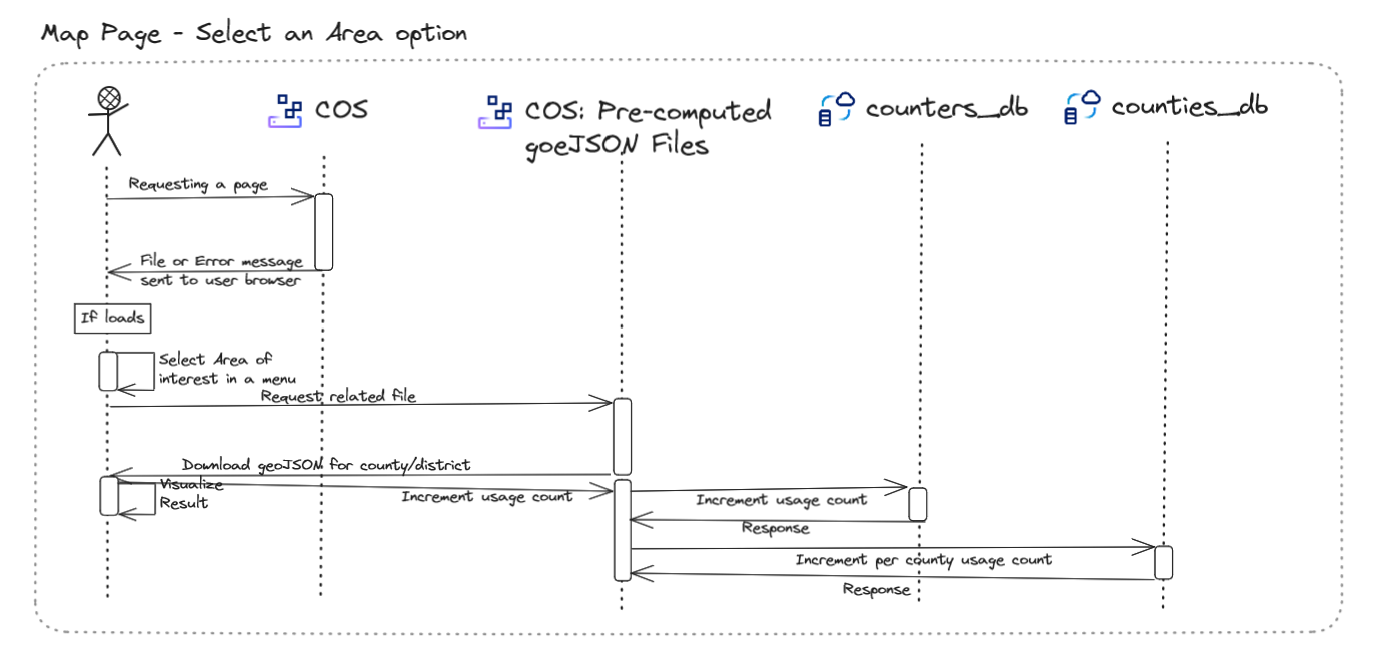 Map Page - Select an Area option
COS
COS: Pre-computed
goeJSON Files
counters_db
counties_db
Requesting a page
File or Error message
sent to user browser
If loads
Select Area of
interest in a menu
Request related file
Download geoJSON for county/district
Visualize
Result
Increment usage count
Increment usage count
Response
Increment per county usage count
Response